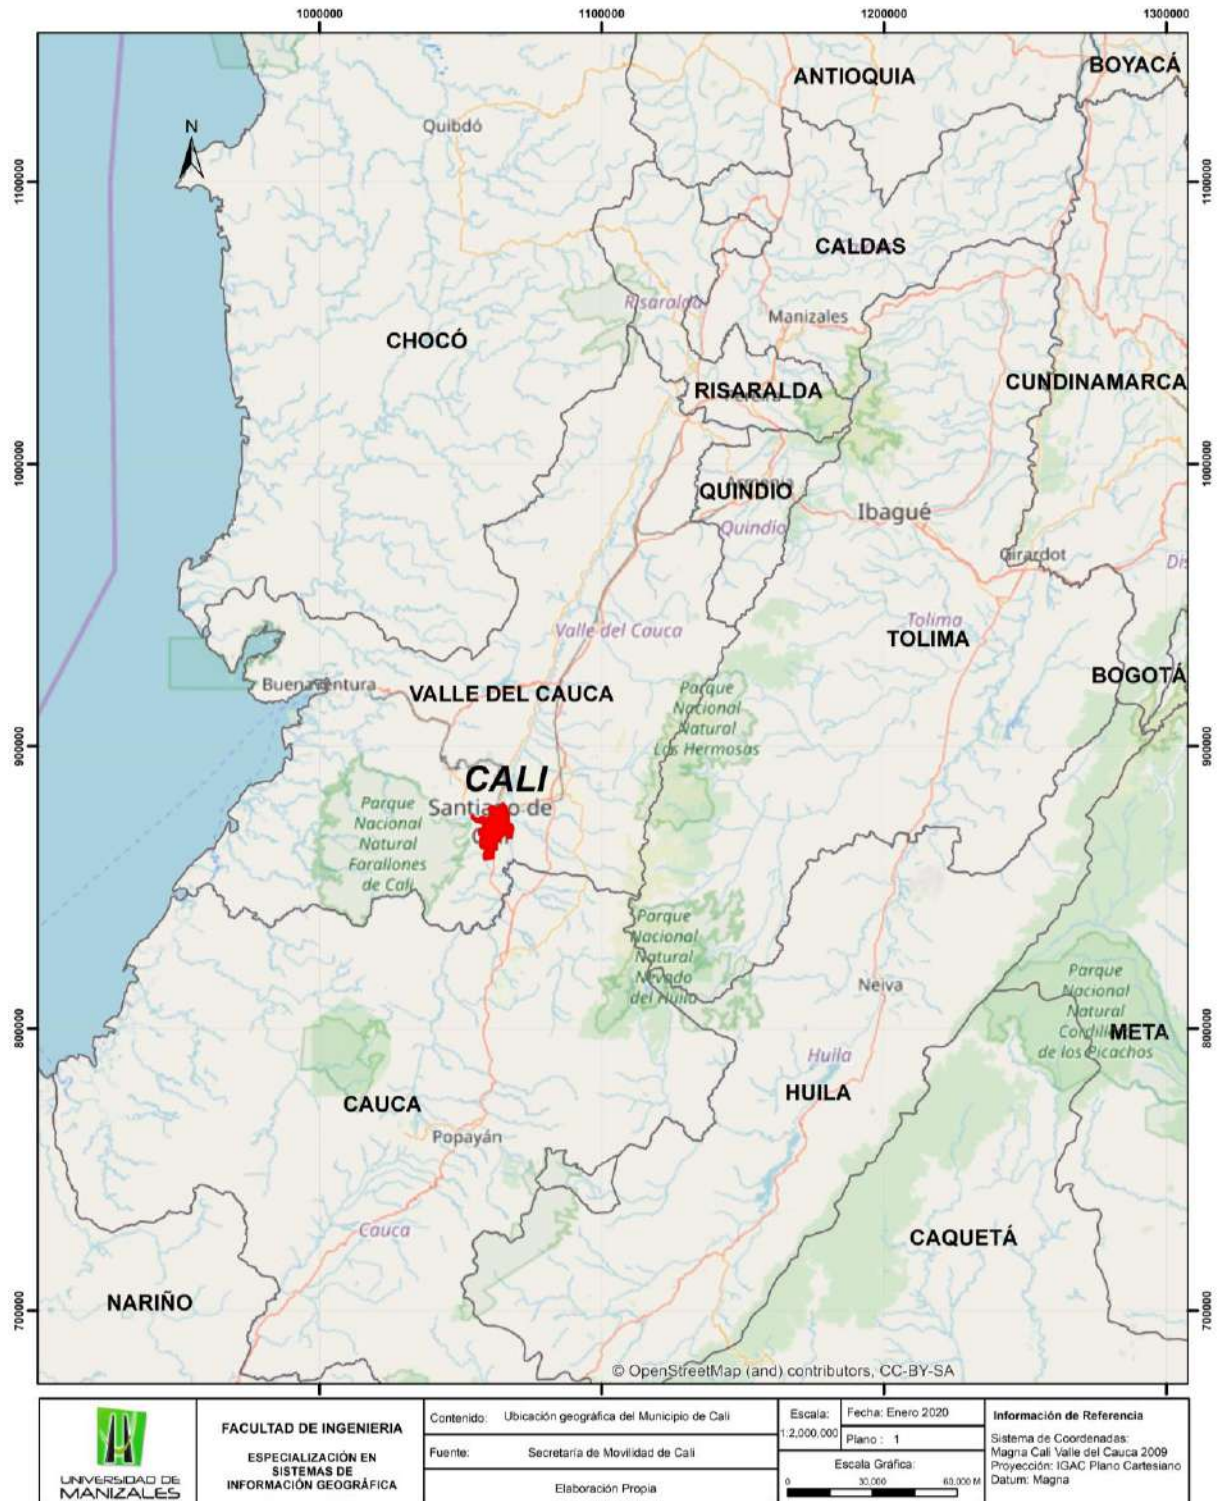 1000000 1100000 1200000 1300000
BOYACÁ
ANTIOQUIA
N
Quibdó
1100000 1100000
CALDAS
Risaralda
Manizales
CHOCÓ
CUNDINAMARCA
RISARALDA
1000000 1000000
QUINDIO
Armenia
Ibagué
Quindío
Girardot
Tolima
Valle del Cauca
TOLIMA
BOGOTÁ
Buenaventura
VALLE DEL CAUCA
Parque
Nacional
Natural
Las Hermosas
900000 900000
CALI
Santiago de
Parque
Nacional
Natural
Farallones
de Cali
Parque
Nacional
Natural
Nevado
del Huila
Neiva
Parque
Nacional
Natural
Cordillera
de los Picachos
META
800000 800000
Huila
HUILA
CAUCA
Popayán
Cauca
CAQUETÁ
NARIÑO
700000 700000
© OpenStreetMap (and) contributors, CC-BY-SA
UNIVERSIDAD DE
MANIZALES
FACULTAD DE INGENIERIA
ESPECIALIZACIÓN EN
SISTEMAS DE
INFORMACIÓN GEOGRÁFICA
Contenido: Ubicación geográfica del Municipio de Cali
Fuente: Secretaría de Movilidad de Cali
Elaboración Propia
Escala:
1:2,000,000
Fecha: Enero 2020
Plano : 1
Escala Gráfica:
0 30,000 60,000 M
Información de Referencia
Sistema de Coordenadas:
Magna Cali Valle del Cauca 2009
Proyección: IGAC Plano Cartesiano
Datum: Magna